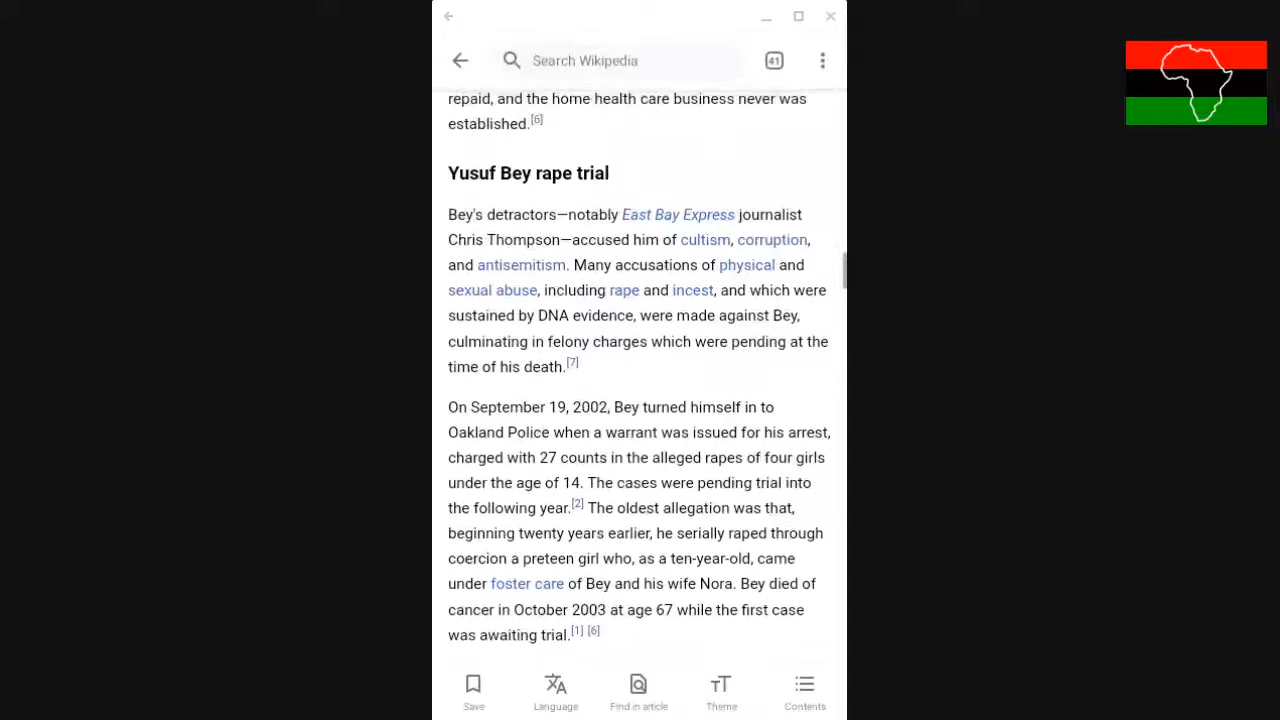 Search Wikipedia
41
repaid, and the home health care business never was
established.[6]
Yusuf Bey rape trial
Bey's detractors—notably East Bay Express journalist
Chris Thompson—accused him of cultism, corruption,
and antisemitism. Many accusations of physical and
sexual abuse, including rape and incest, and which were
sustained by DNA evidence, were made against Bey,
culminating in felony charges which were pending at the
time of his death.[7]
On September 19, 2002, Bey turned himself in to
Oakland Police when a warrant was issued for his arrest,
charged with 27 counts in the alleged rapes of four girls
under the age of 14. The cases were pending trial into
the following year.[2] The oldest allegation was that,
beginning twenty years earlier, he serially raped through
coercion a preteen girl who, as a ten-year-old, came
under foster care of Bey and his wife Nora. Bey died of
cancer in October 2003 at age 67 while the first case
was awaiting trial.[1] [6]
Save Language Find in article Theme Contents